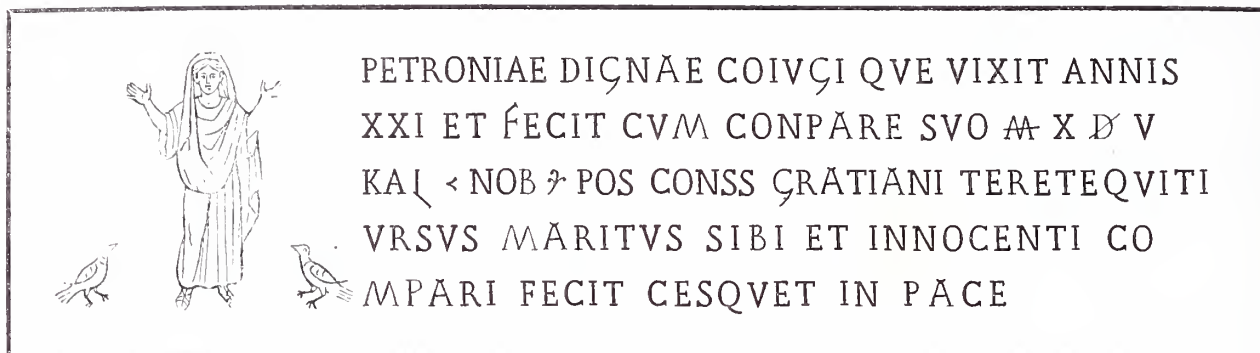 PETRONIAE DIGNAE COIVGI QVE VIXIT ANNIS
XXI ET FECIT CVM CONPARE SVO M X D V
KAL < NOB POS CONSS GRATIANI TERETEQVITI
VRSVS MARITVS SIBI ET INNOCENTI CO
MPARI FECIT CESQVET IN PACE